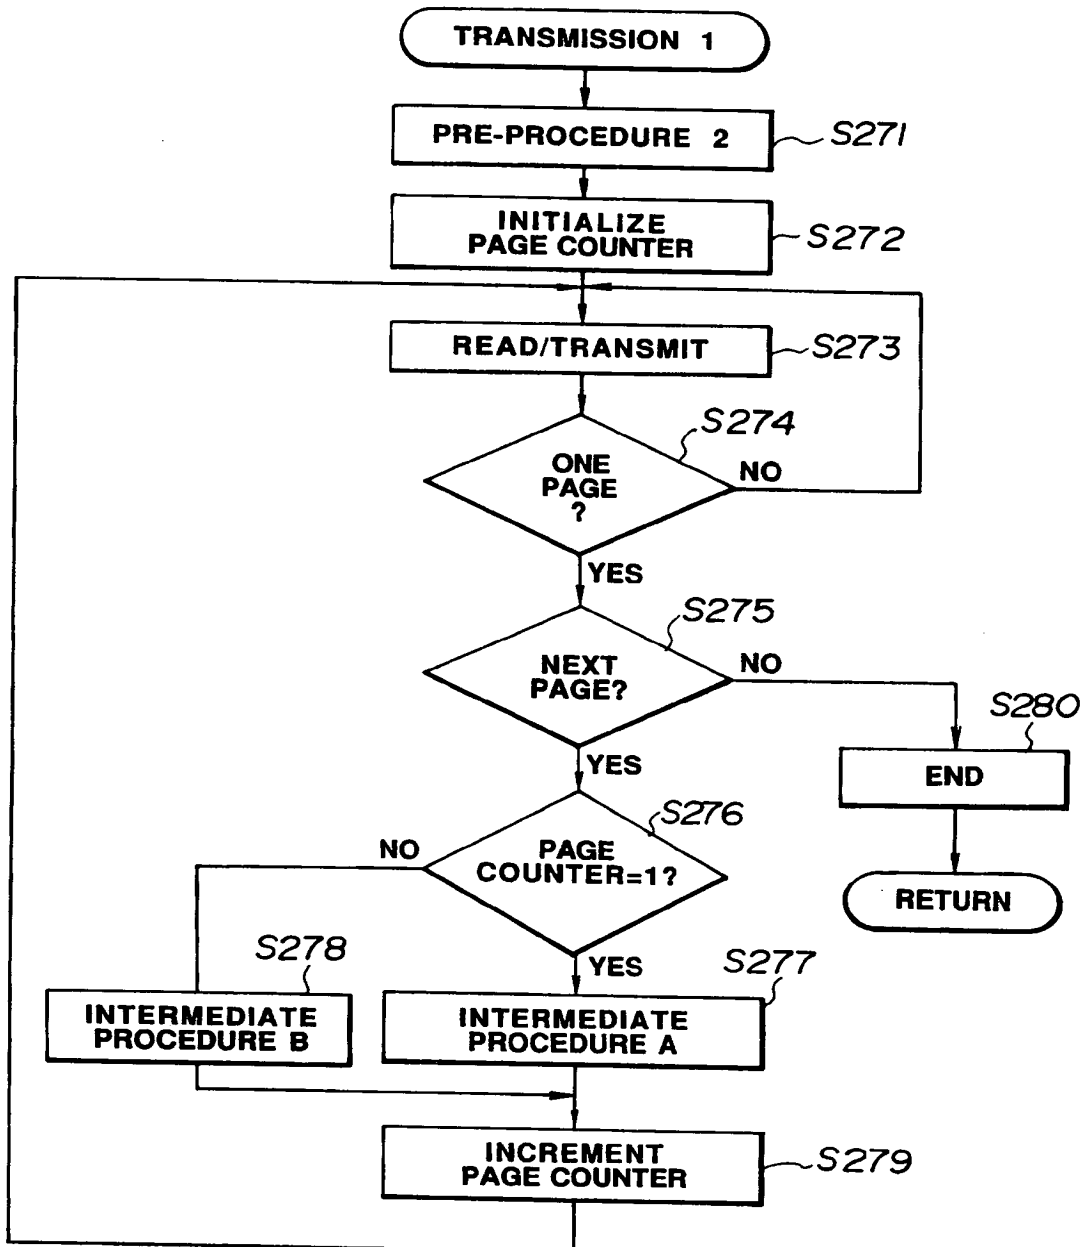 TRANSMISSION 1
PRE-PROCEDURE 2
S271
INITIALIZE
PAGE COUNTER
S272
READ/TRANSMIT
S273
S274
ONE
PAGE
?
NO
YES
S275
NEXT
PAGE?
NO
S280
END
YES
RETURN
S276
PAGE
COUNTER=1?
NO
YES
S278
S277
INTERMEDIATE
PROCEDURE B
INTERMEDIATE
PROCEDURE A
INCREMENT
PAGE COUNTER
S279